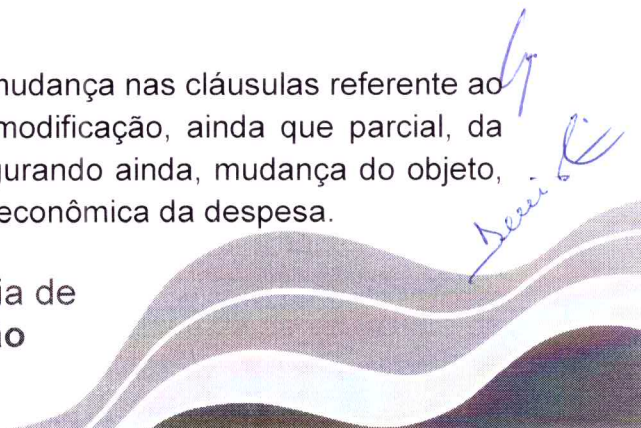 mudança nas cláusulas referente ao
modificação, ainda que parcial, da
gurando ainda, mudança do objeto,
econômica da despesa.
ia de